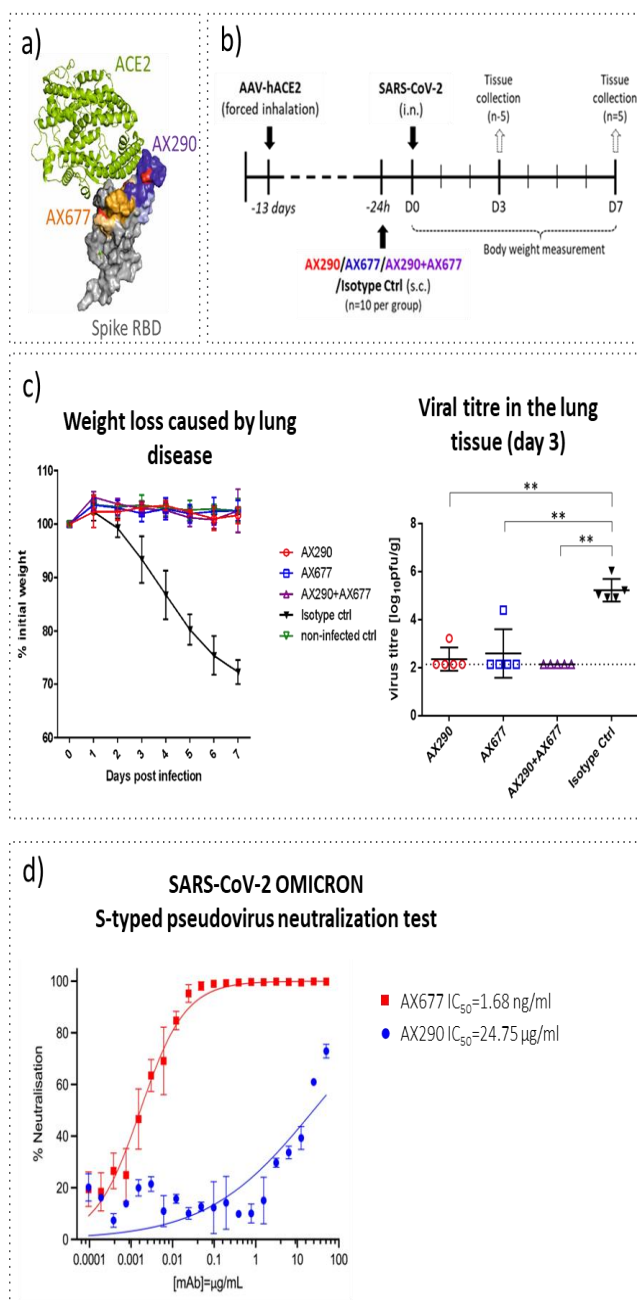 a)
ACE2
AX290
AX677
Spike RBD
b)
AAV-hACE2
(forced inhalation)
SARS-CoV-2
(i.n.)
Tissue
collection
(n-5)
Tissue
collection
(n=5)
-13 days
-24h
D0
D3
D7
Body weight measurement
AX290/AX677/AX290+AX677
/Isotype Ctrl (s.c.)
(n=10 per group)
c)
Weight loss caused by lung
disease
% initial weight
110
100
90
80
70
60
0 1 2 3 4 5 6 7
Days post infection
AX290
AX677
AX290+AX677
Isotype ctrl
non-infected ctrl
Viral titre in the lung
tissue (day 3)
**
**
**
virus titre [log10pfu/g]
8
6
4
2
0
AX290
AX677
AX290+AX677
Isotype Ctrl
d)
SARS-CoV-2 OMICRON
S-typed pseudovirus neutralization test
% Neutralisation
100
80
60
40
20
0
0.0001 0.001 0.01 0.1 1 10 100
[mAb]=µg/mL
AX677 IC50=1.68 ng/ml
AX290 IC50=24.75 µg/ml